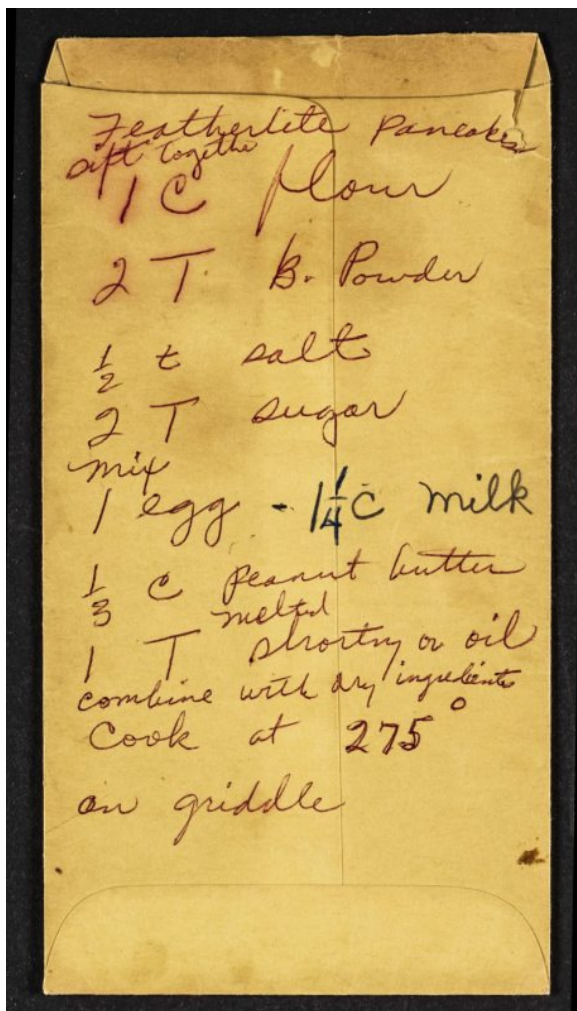 Featherlite Pancakes
sift together
1 C flour
2 T. B. Powder
1/2 t salt
2 T sugar
mix
1 egg - 1 1/4 C milk
1/3 C Peanut butter
melted
1 T shortng or oil
combine with dry ingredients
Cook at 275°
on griddle